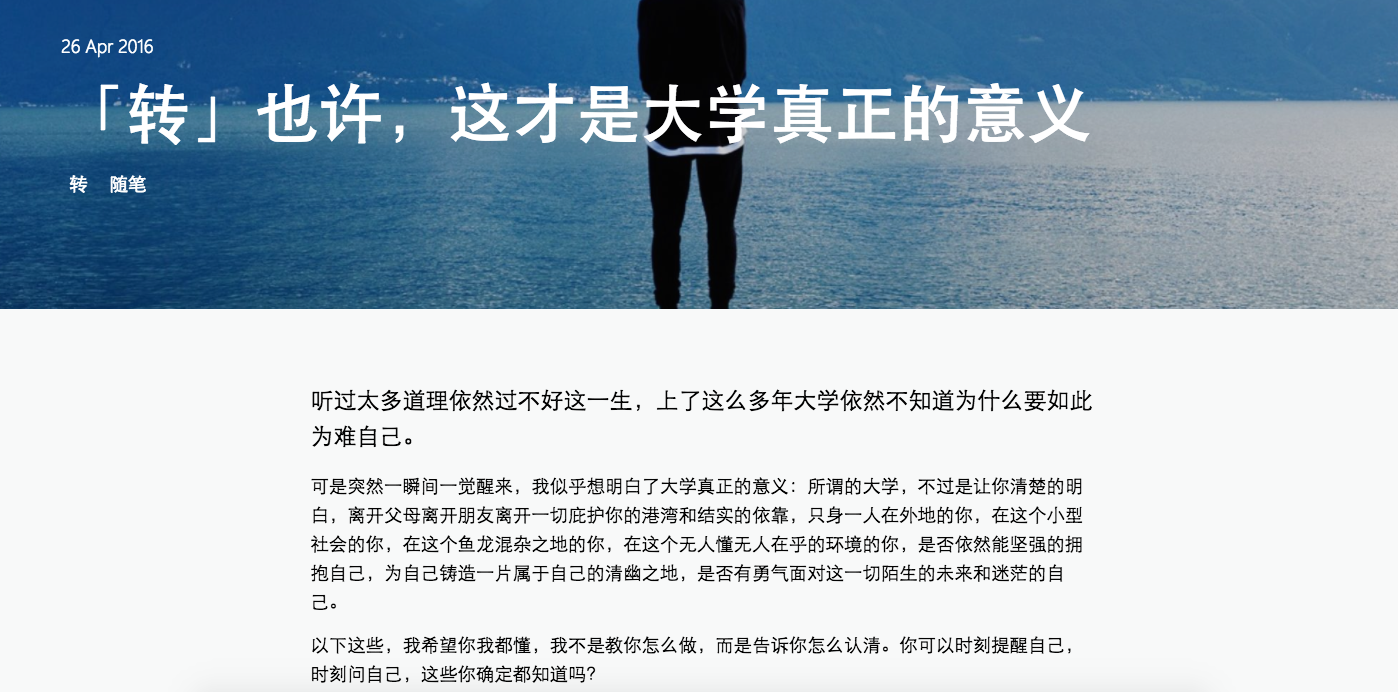 26 Apr 2016
「转」也许，这才是大学真正的意义
转 随笔
听过太多道理依然过不好这一生，上了这么多年大学依然不知道为什么要如此
为难自己。
可是突然一瞬间一觉醒来，我似乎想明白了大学真正的意义：所谓的大学，不过是让你清楚的明
白，离开父母离开朋友离开一切庇护你的港湾和结实的依靠，只身一人在外地的你，在这个小型
社会的你，在这个鱼龙混杂之地的你，在这个无人懂无人在乎的环境的你，是否依然能坚强的拥
抱自己，为自己铸造一片属于自己的清幽之地，是否有勇气面对这一切陌生的未来和迷茫的自
己。
以下这些，我希望你我都懂，我不是教你怎么做，而是告诉你怎么认清。你可以时刻提醒自己，
时刻问自己，这些你确定都知道吗？